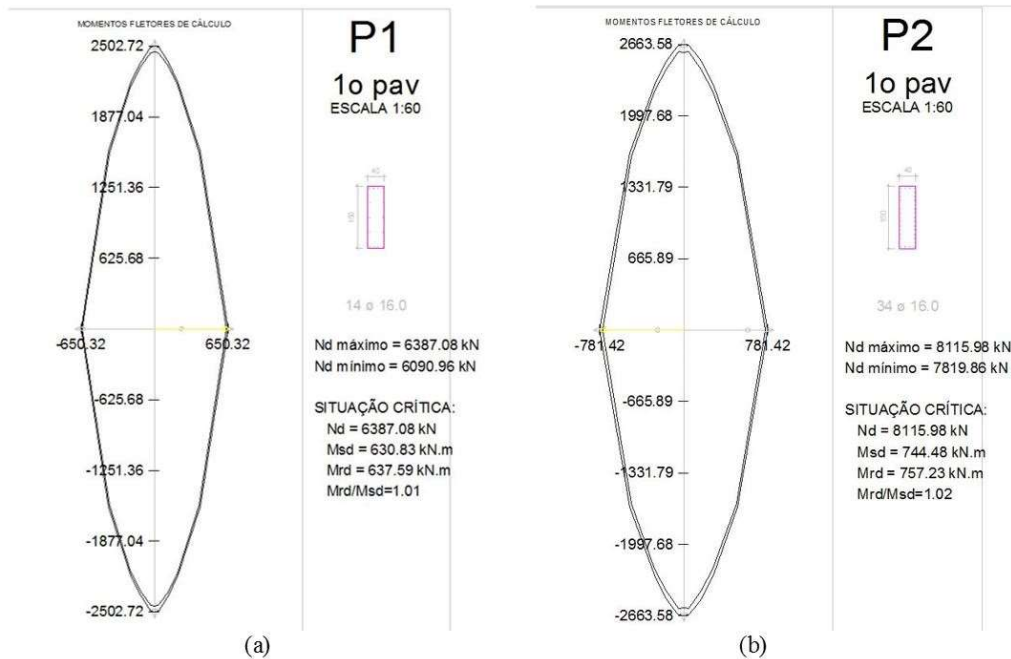 MOMENTOS FLETORES DE CÁLCULO
2502.72
1877.04
1251.36
625.68
-650.32
650.32
-625.68
-1251.36
-1877.04
-2502.72
P1
1o pav
ESCALA 1:60
40
14 ø 16.0
Nd máximo = 6387.08 kN
Nd mínimo = 6090.96 kN
SITUAÇÃO CRÍTICA:
Nd = 6387.08 kN
Msd = 630.83 kN.m
Mrd = 637.59 kN.m
Mrd/Msd=1.01
(a)
MOMENTOS FLETORES DE CÁLCULO
2663.58
1997.68
1331.79
665.89
-781.42
781.42
-665.89
-1331.79
-1997.68
-2663.58
P2
1o pav
ESCALA 1:60
40
34 ø 16.0
Nd máximo = 8115.98 kN
Nd mínimo = 7819.86 kN
SITUAÇÃO CRÍTICA:
Nd = 8115.98 kN
Msd = 744.48 kN.m
Mrd = 757.23 kN.m
Mrd/Msd=1.02
(b)